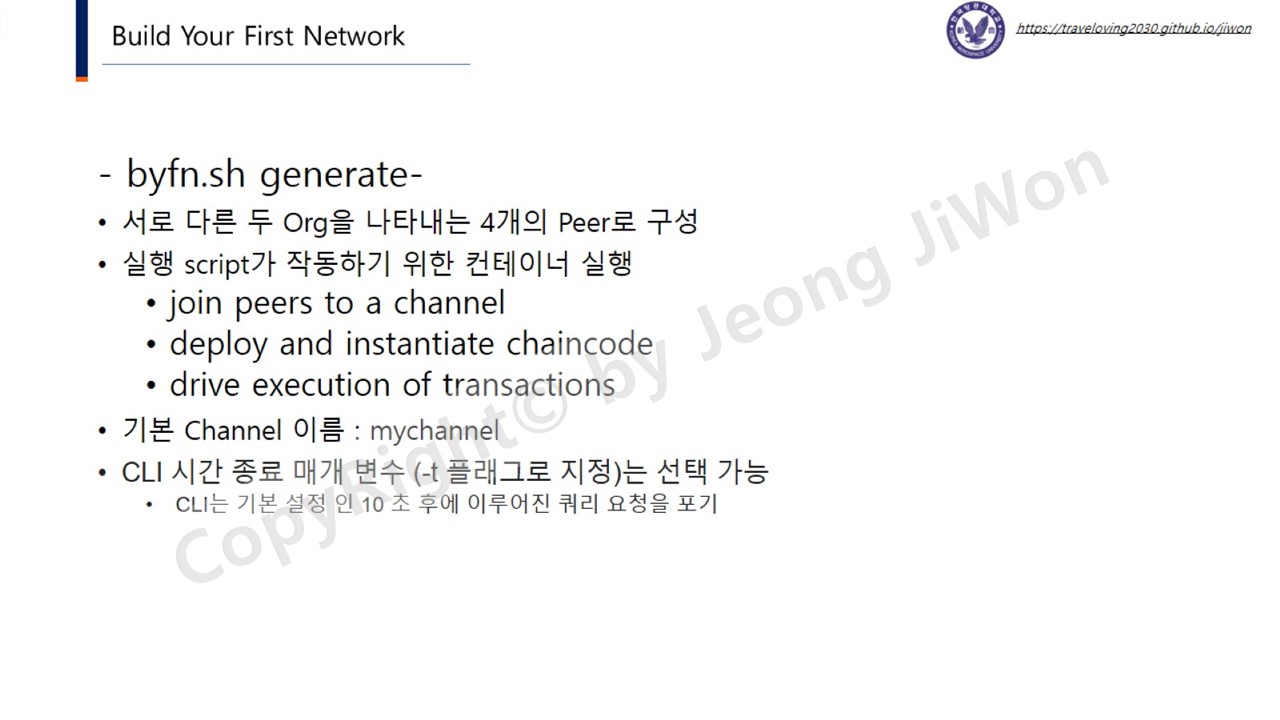 Build Your First Network
https://traveloving2030.github.io/jiwon
- byfn.sh generate-
• 서로 다른 두 Org을 나타내는 4개의 Peer로 구성
• 실행 script가 작동하기 위한 컨테이너 실행
• join peers to a channel
• deploy and instantiate chaincode
• drive execution of transactions
• 기본 Channel 이름 : mychannel
• CLI 시간 종료 매개 변수 (-t 플래그로 지정)는 선택 가능
• CLI는 기본 설정 인 10 초 후에 이루어진 쿼리 요청을 포기
CopyRight© by Jeong JiWon